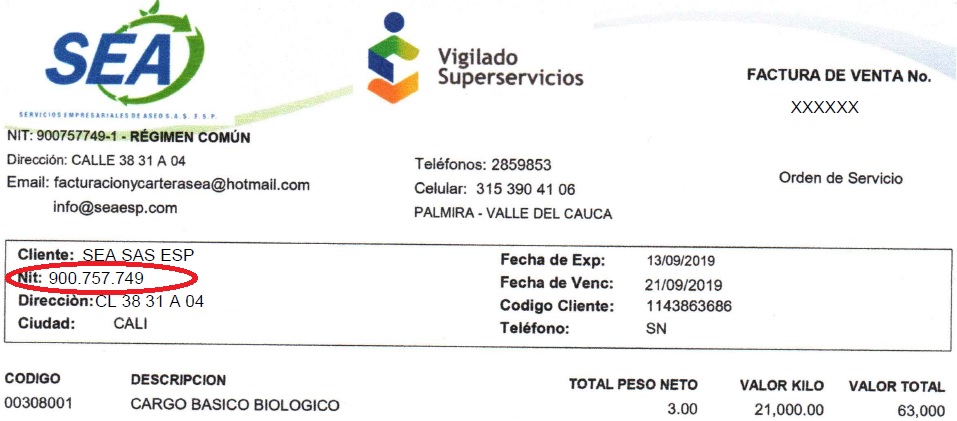 SEA
SERVICIOS EMPRESARIALES DE ASEO S.A.S. E.S.P.
Vigilado
Superservicios
FACTURA DE VENTA No.
XXXXXX
NIT: 900757749-1 - RÉGIMEN COMÚN
Dirección: CALLE 38 31 A 04
Email: facturacionycarterasea@hotmail.com
info@seaesp.com
Teléfonos: 2859853
Celular: 315 390 41 06
PALMIRA - VALLE DEL CAUCA
Orden de Servicio
Cliente: SEA SAS ESP
Nit: 900.757.749
Direcciòn: CL 38 31 A 04
Ciudad: CALI
Fecha de Exp: 13/09/2019
Fecha de Venc: 21/09/2019
Codigo Cliente: 1143863686
Teléfono: SN
CODIGO DESCRIPCION TOTAL PESO NETO VALOR KILO VALOR TOTAL
00308001 CARGO BASICO BIOLOGICO 3.00 21,000.00 63,000